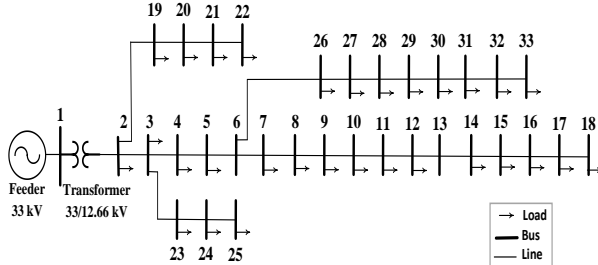 19 20 21 22
26 27 28 29 30 31 32 33
1
2 3 4 5 6 7 8 9 10 11 12 13 14 15 16 17 18
Feeder
33 kV
Transformer
33/12.66 kV
23 24 25
Load
Bus
Line